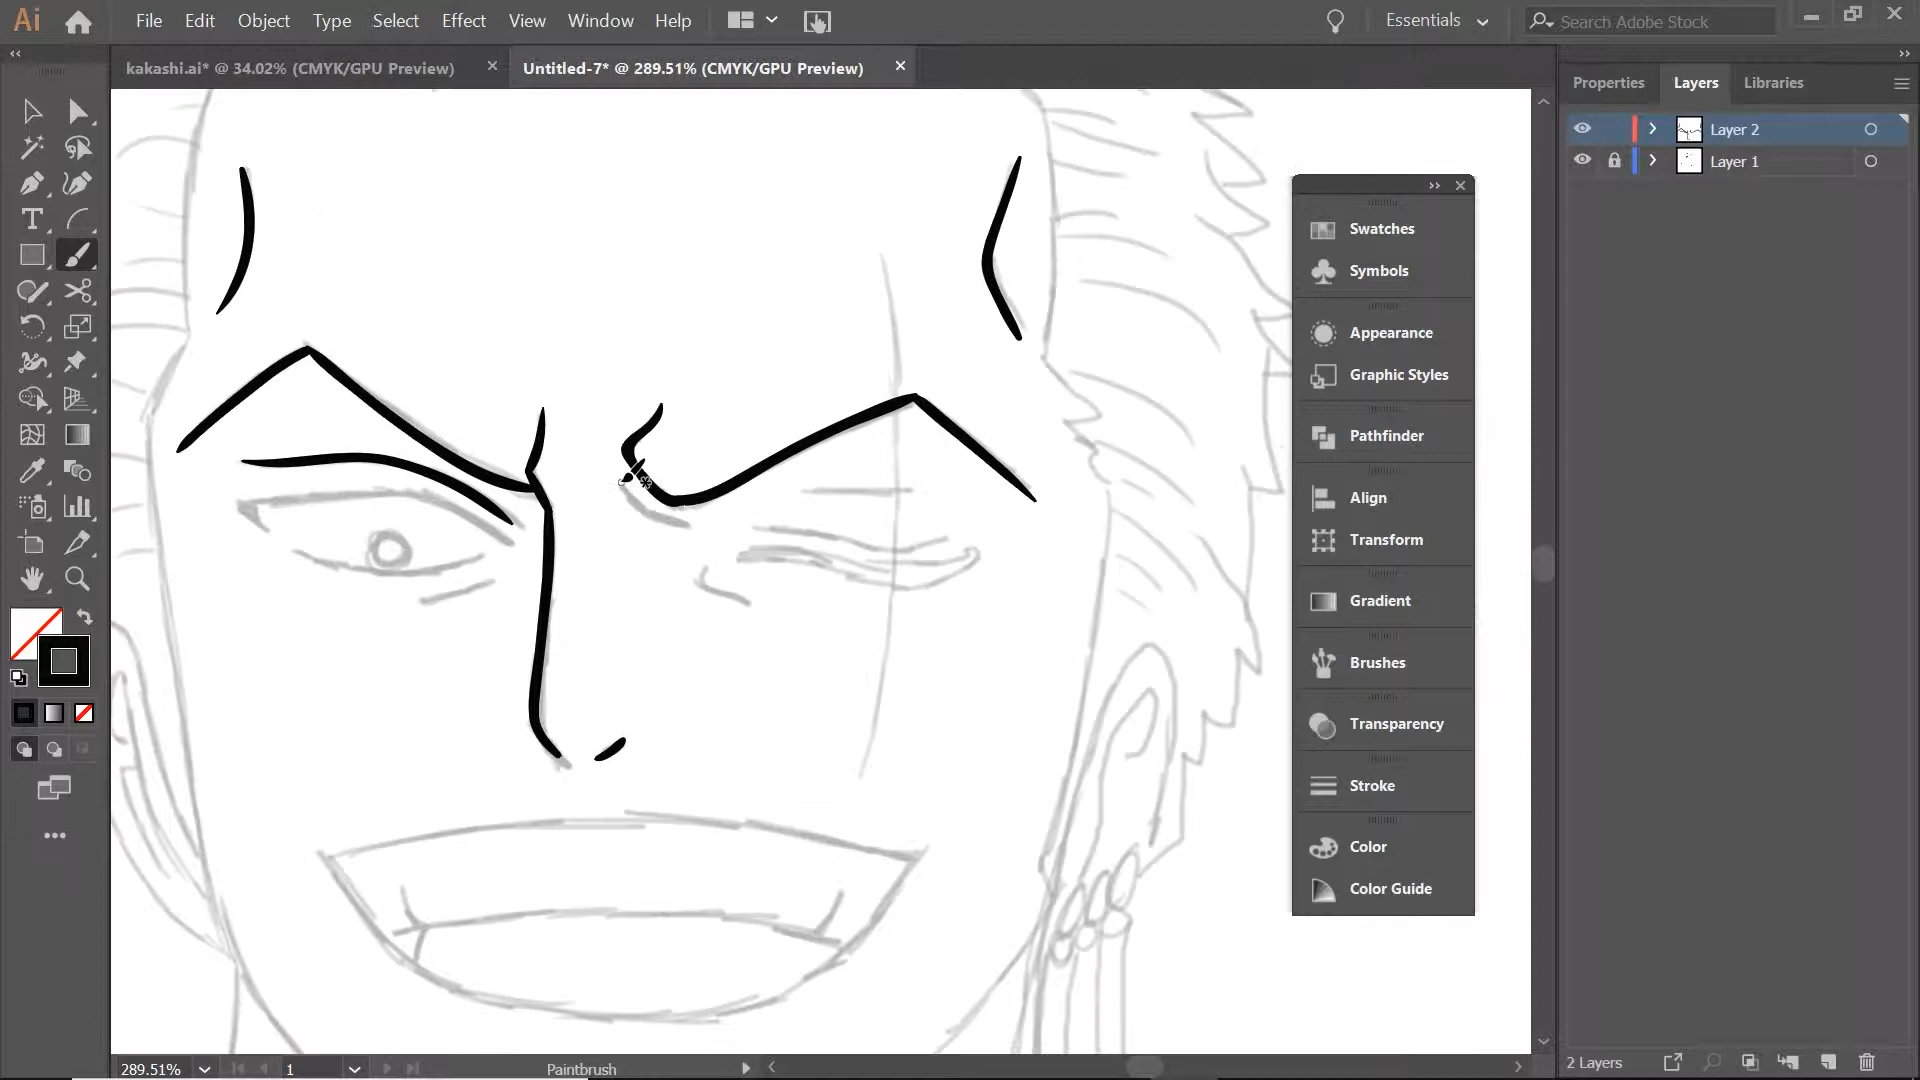 Ai File Edit Object Type Select Effect View Window Help Essentials Search Adobe Stock
kakashi.ai* @ 34.02% (CMYK/GPU Preview) Untitled-7* @ 289.51% (CMYK/GPU Preview)
Properties Layers Libraries
Layer 2
Layer 1
Swatches
Symbols
Appearance
Graphic Styles
Pathfinder
Align
Transform
Gradient
Brushes
Transparency
Stroke
Color
Color Guide
289.51% 1 Paintbrush
2 Layers